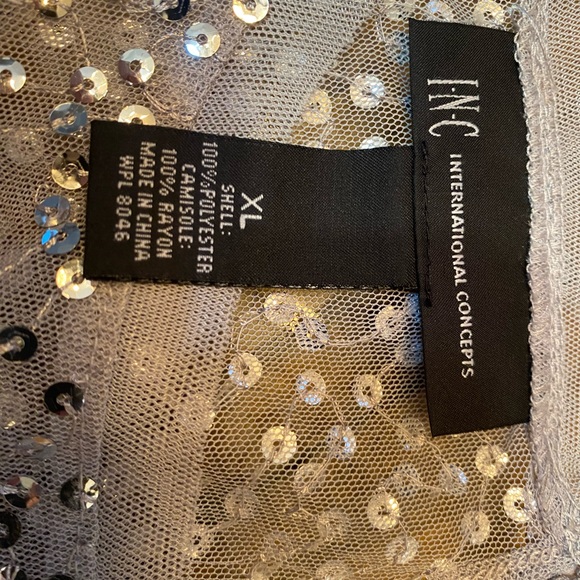 I·N·C
INTERNATIONAL CONCEPTS
XL
SHELL:
100%POLYESTER
CAMISOLE:
100% RAYON
MADE IN CHINA
WPL 8046